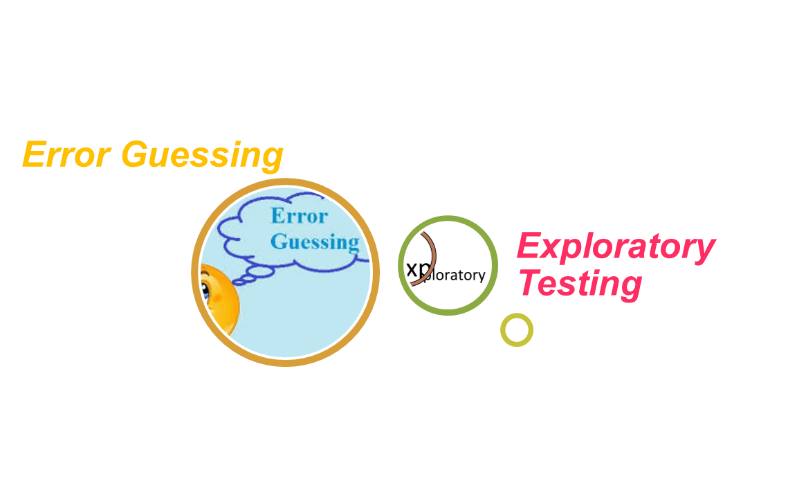 Error Guessing
Error
Guessing
xploratory
Exploratory
Testing